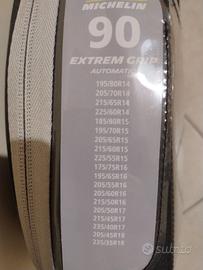 MICHELIN
90
EXTREM GRIP
AUTOMATIC
195/80R14
205/70R14
215/65R14
225/60R14
185/80R15
195/70R15
205/65R15
215/60R15
225/55R15
175/75R16
195/65R16
205/55R16
205/60R16
215/50R16
205/50R17
215/45R17
235/40R17
205/45R18
235/35R18
subito